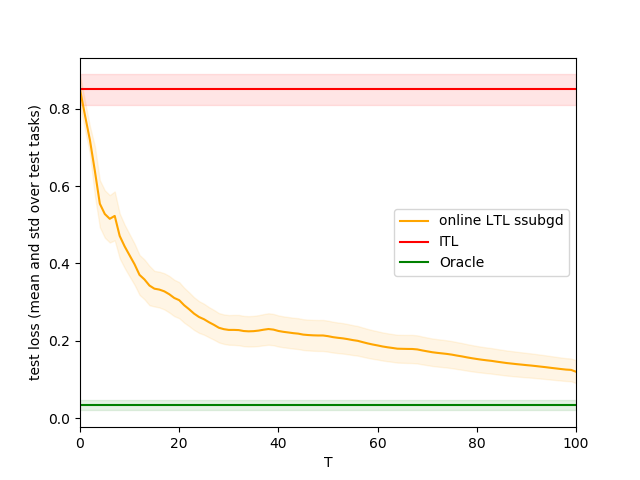 test loss (mean and std over test tasks)
0.8
0.6
0.4
0.2
0.0
online LTL ssubgd
ITL
Oracle
0 20 40 60 80 100
T